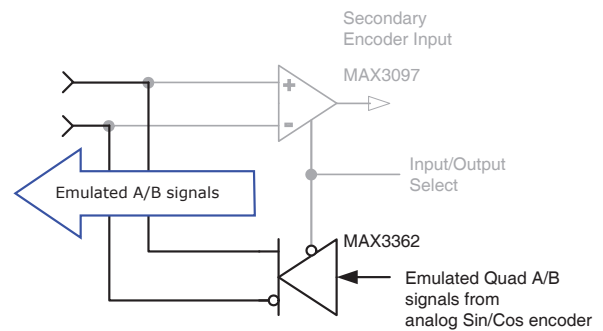 Secondary
Encoder Input
MAX3097
+
-
Input/Output
Select
Emulated A/B signals
MAX3362
Emulated Quad A/B
signals from
analog Sin/Cos encoder